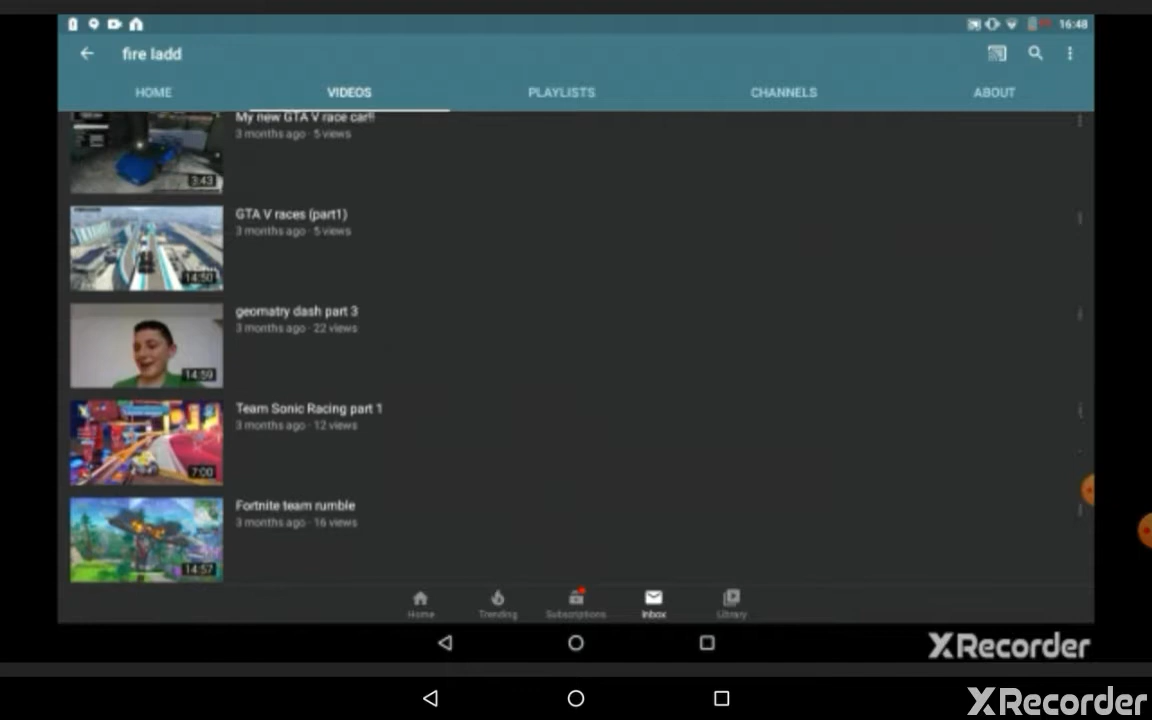 16:48
fire ladd
HOME VIDEOS PLAYLISTS CHANNELS ABOUT
My new GTA V race car!!
3 months ago · 5 views
3:43
GTA V races (part1)
3 months ago · 5 views
14:50
geomatry dash part 3
3 months ago · 22 views
14:59
Team Sonic Racing part 1
3 months ago · 12 views
7:00
Fortnite team rumble
3 months ago · 16 views
14:57
Home Trending Subscriptions Inbox Library
XRecorder
XRecorder